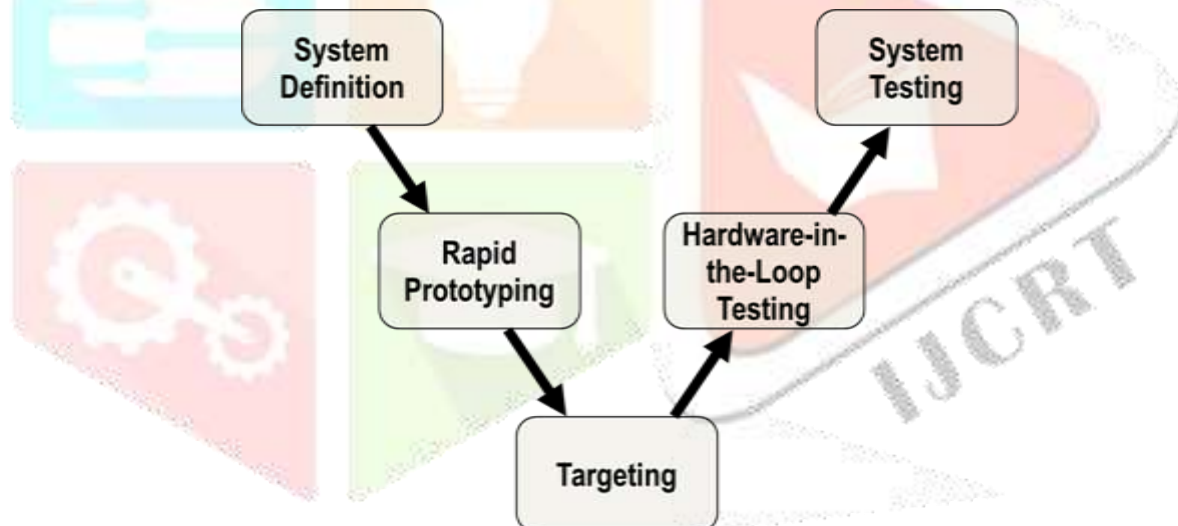 System
Definition
System
Testing
Rapid
Prototyping
Hardware-in-
the-Loop
Testing
Targeting
IJCRT